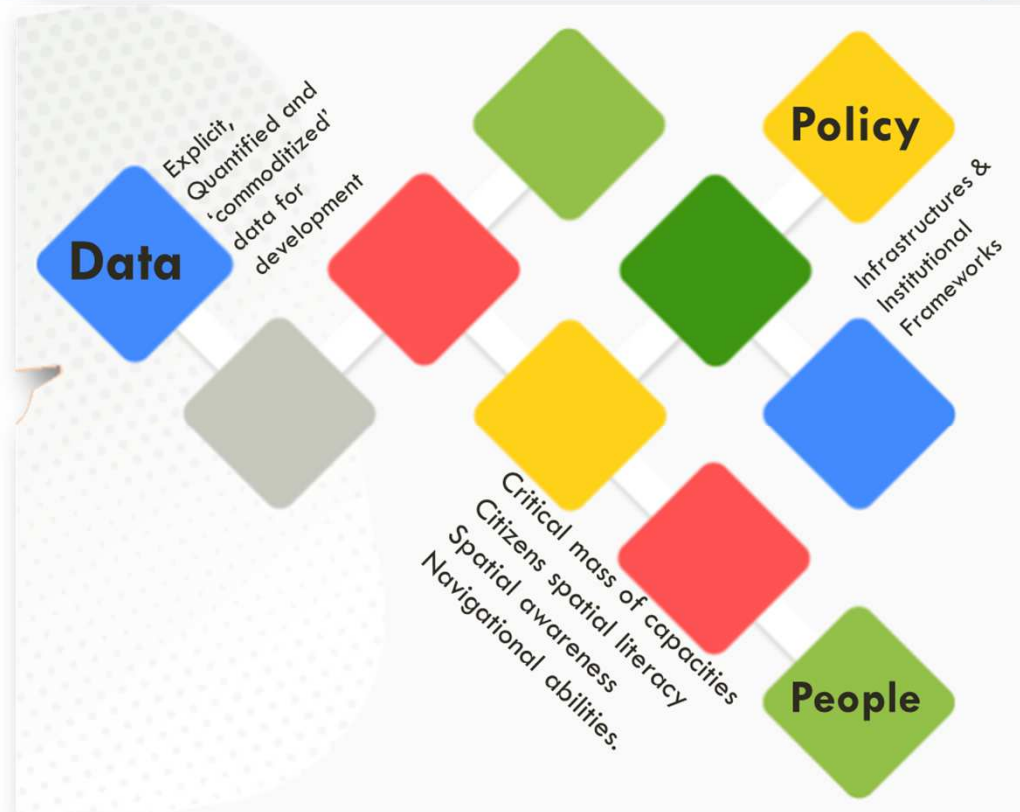 Data
Explicit,
Quantified and
‘commoditized’
data for
development
Policy
Infrastructures &
Institutional
Frameworks
Critical mass of capacities
Citizens spatial literacy
Spatial awareness
Navigational abilities.
People